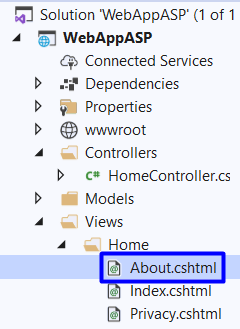 Solution 'WebAppASP' (1 of 1
WebAppASP
Connected Services
Dependencies
Properties
wwwroot
Controllers
C# HomeController.cs
Models
Views
Home
About.cshtml
Index.cshtml
Privacy.cshtml